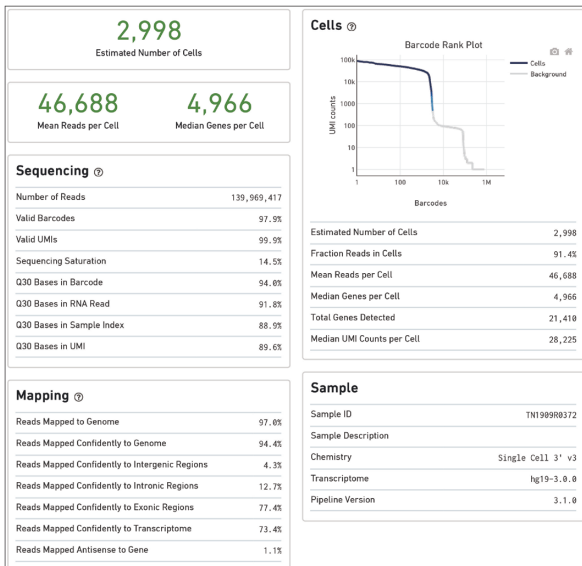 2,998
Estimated Number of Cells
46,688
Mean Reads per Cell
4,966
Median Genes per Cell
Sequencing ?
Number of Reads 139,969,417
Valid Barcodes 97.9%
Valid UMIs 99.9%
Sequencing Saturation 14.5%
Q30 Bases in Barcode 94.0%
Q30 Bases in RNA Read 91.8%
Q30 Bases in Sample Index 88.9%
Q30 Bases in UMI 89.6%
Mapping ?
Reads Mapped to Genome 97.0%
Reads Mapped Confidently to Genome 94.4%
Reads Mapped Confidently to Intergenic Regions 4.3%
Reads Mapped Confidently to Intronic Regions 12.7%
Reads Mapped Confidently to Exonic Regions 77.4%
Reads Mapped Confidently to Transcriptome 73.4%
Reads Mapped Antisense to Gene 1.1%
Cells ?
Barcode Rank Plot
Cells
Background
UMI counts
100k
10k
1000
100
10
1
1 100 10k 1M
Barcodes
Estimated Number of Cells 2,998
Fraction Reads in Cells 91.4%
Mean Reads per Cell 46,688
Median Genes per Cell 4,966
Total Genes Detected 21,410
Median UMI Counts per Cell 28,225
Sample
Sample ID TN1909R0372
Sample Description
Chemistry Single Cell 3' v3
Transcriptome hg19-3.0.0
Pipeline Version 3.1.0